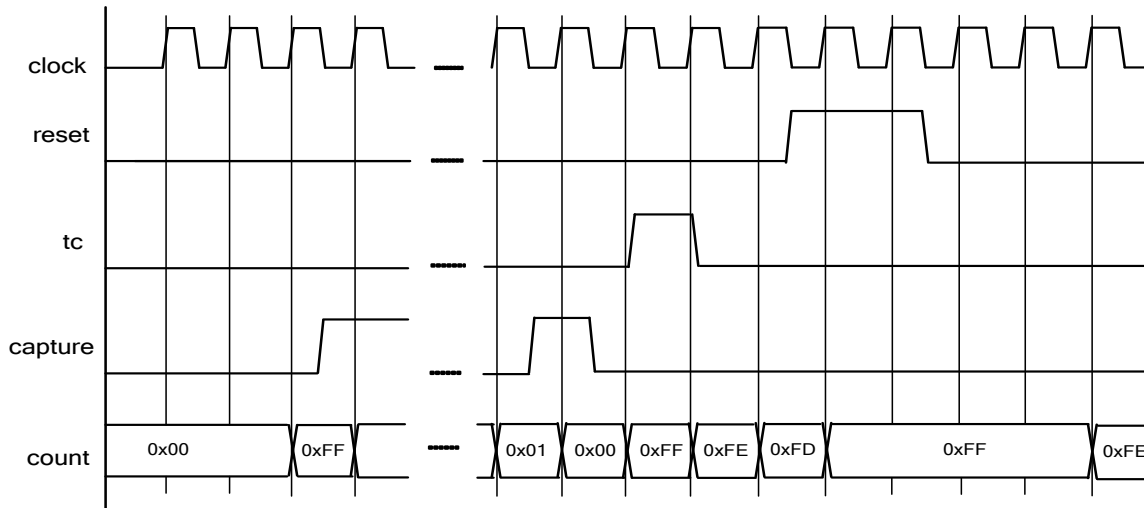 clock
reset
tc
capture
count
0x00
0xFF
0x01
0x00
0xFF
0xFE
0xFD
0xFF
0xFE